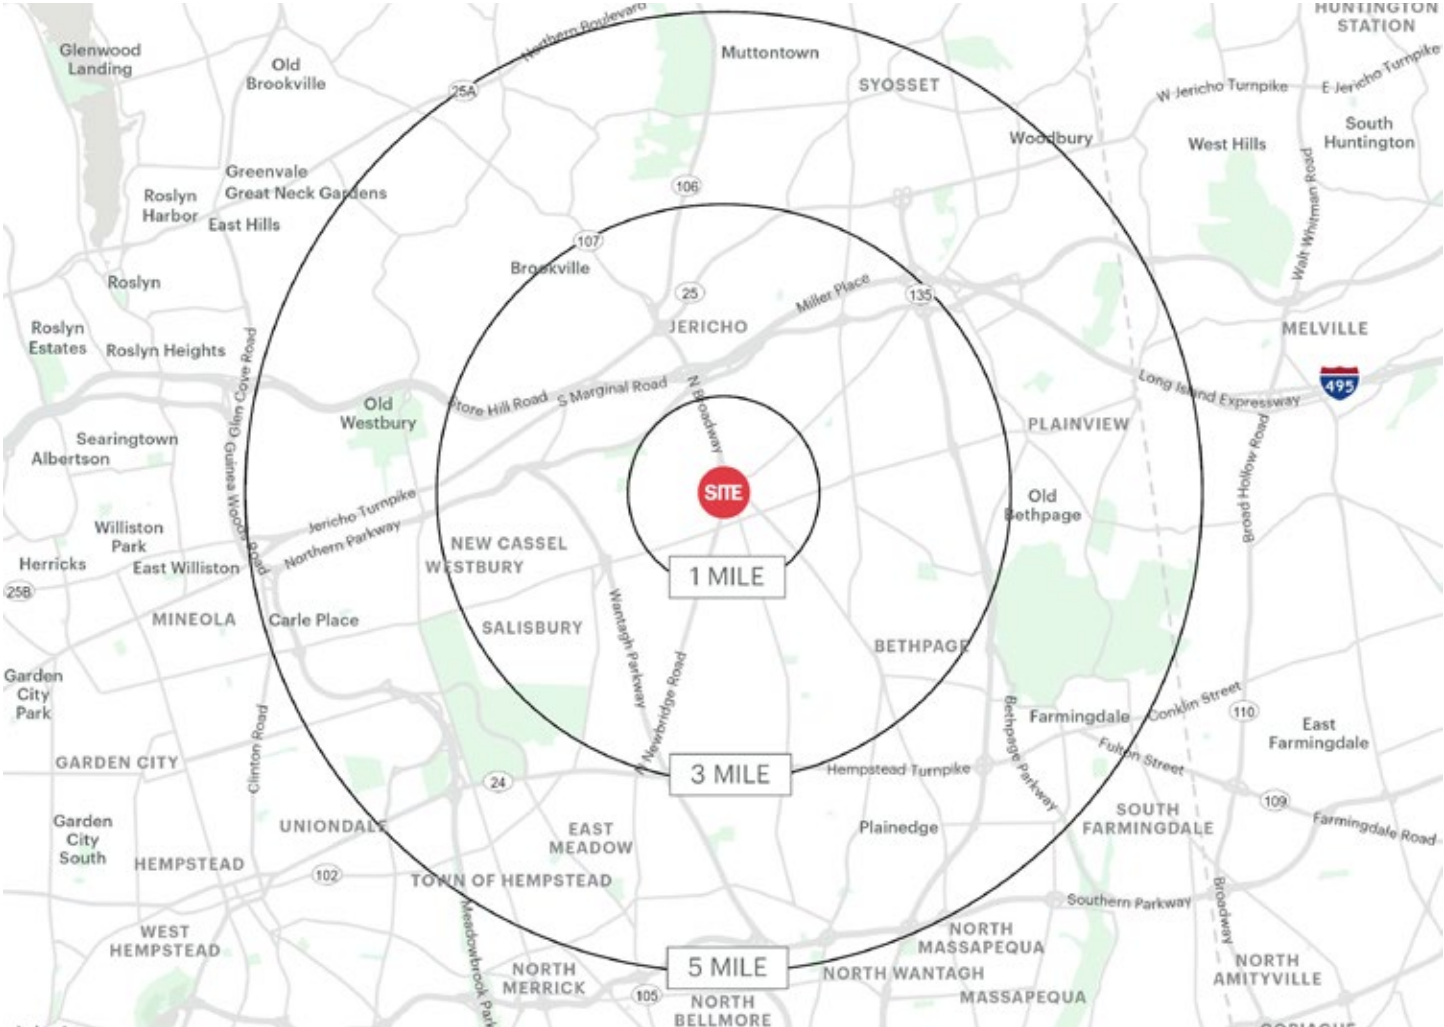 HUNTINGTON
STATION
Northern Boulevard
Glenwood
Landing
Old
Brookville
Muttontown
SYOSSET
25A
W Jericho Turnpike
E Jericho Turnpike
South
Huntington
Woodbury
West Hills
Greenvale
Great Neck Gardens
Roslyn
Harbor
East Hills
106
Walt Whitman Road
107
Brookville
Roslyn
25
Miller Place
135
JERICHO
MELVILLE
Roslyn
Estates
Roslyn Heights
Glen Cove Road
Long Island Expressway
495
Store Hill Road
S Marginal Road
N Broadway
Old
Westbury
PLAINVIEW
Searingtown
Albertson
Guinea Woods Road
Broad Hollow Road
SITE
Old
Bethpage
Jericho Turnpike
Northern Parkway
Williston
Park
Herricks
East Williston
NEW CASSEL
WESTBURY
1 MILE
25B
MINEOLA
Carle Place
SALISBURY
Wantagh Parkway
BETHPAGE
Garden
City
Park
N Newbridge Road
Bethpage Parkway
Farmingdale
Conklin Street
110
East
Farmingdale
Clinton Road
GARDEN CITY
3 MILE
Hempstead Turnpike
Fulton Street
24
109
Farmingdale Road
Garden
City
South
UNIONDALE
EAST
MEADOW
Plainedge
SOUTH
FARMINGDALE
HEMPSTEAD
102
TOWN OF HEMPSTEAD
Southern Parkway
Broadway
WEST
HEMPSTEAD
Meadowbrook Park
NORTH
MASSAPEQUA
5 MILE
NORTH WANTAGH
NORTH
MERRICK
105
NORTH
BELLMORE
MASSAPEQUA
NORTH
AMITYVILLE